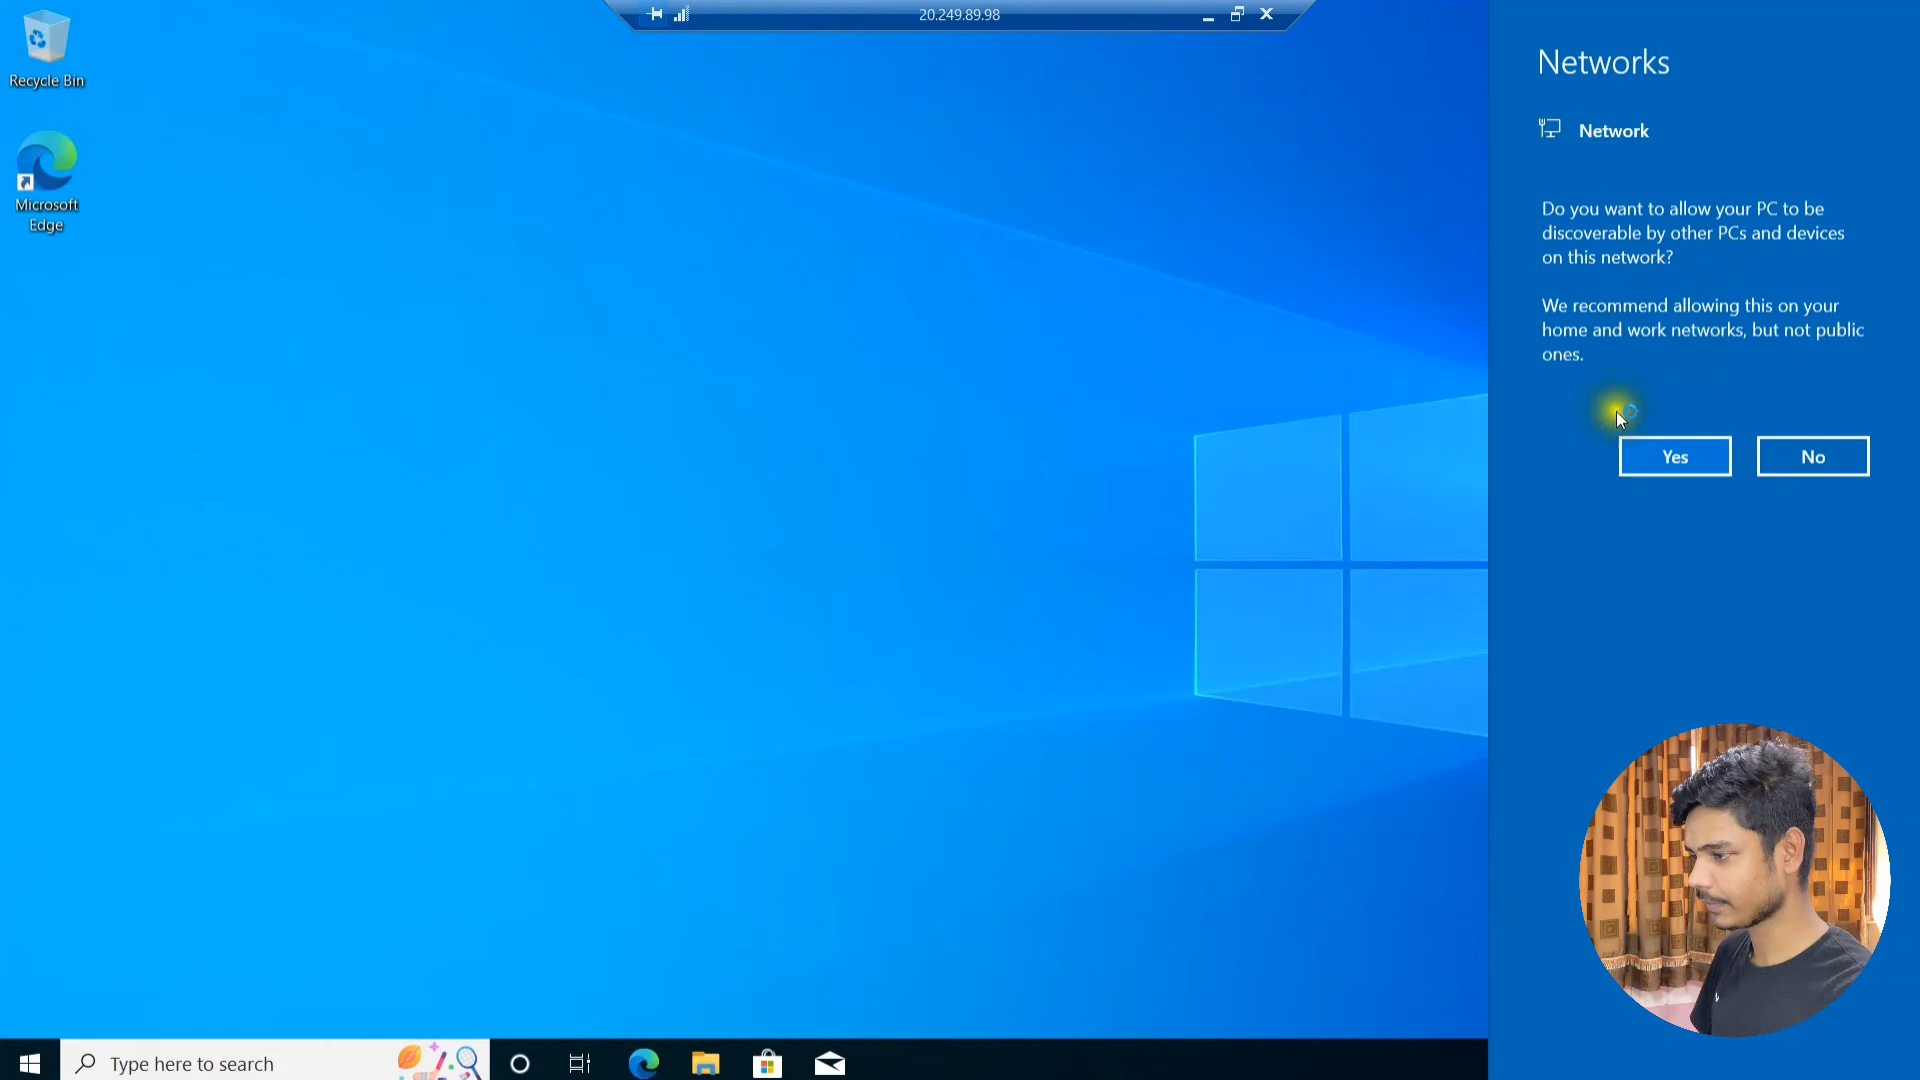 20.249.89.98
Recycle Bin
Microsoft
Edge
Networks
Network
Do you want to allow your PC to be
discoverable by other PCs and devices
on this network?
We recommend allowing this on your
home and work networks, but not public
ones.
Yes
No
Type here to search